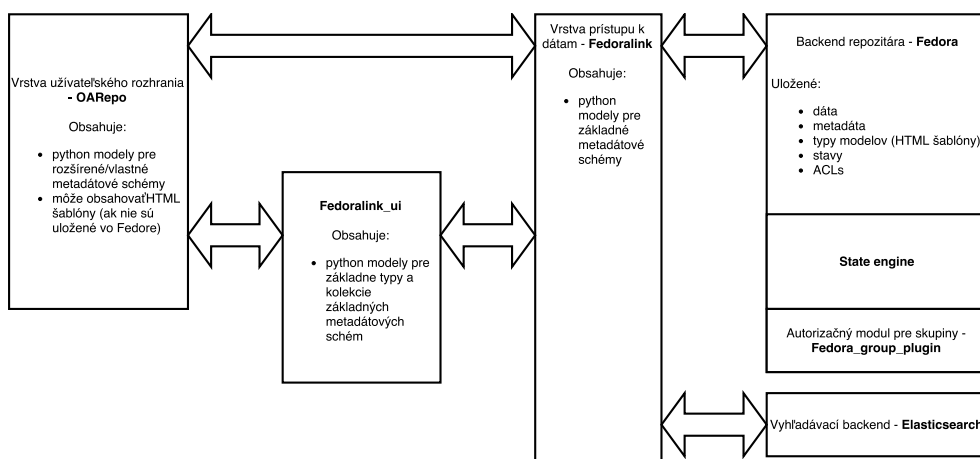 Vrstva užívateľského rozhrania
- OARepo
Obsahuje:
• python modely pre
rozšírené/vlastné
metadátové schémy
• môže obsahovaťHTML
šablóny (ak nie sú
uložené vo Fedore)
Fedoralink_ui
Obsahuje:
• python modely pre
základne typy a
kolekcie
základných
metadátových
schém
Vrstva prístupu k
dátam - Fedoralink
Obsahuje:
• python
modely pre
základné
metadátové
schémy
Backend repozitára - Fedora
Uložené:
• dáta
• metadáta
• typy modelov (HTML šablóny)
• stavy
• ACLs
State engine
Autorizačný modul pre skupiny -
Fedora_group_plugin
Vyhľadávací backend - Elasticsearch